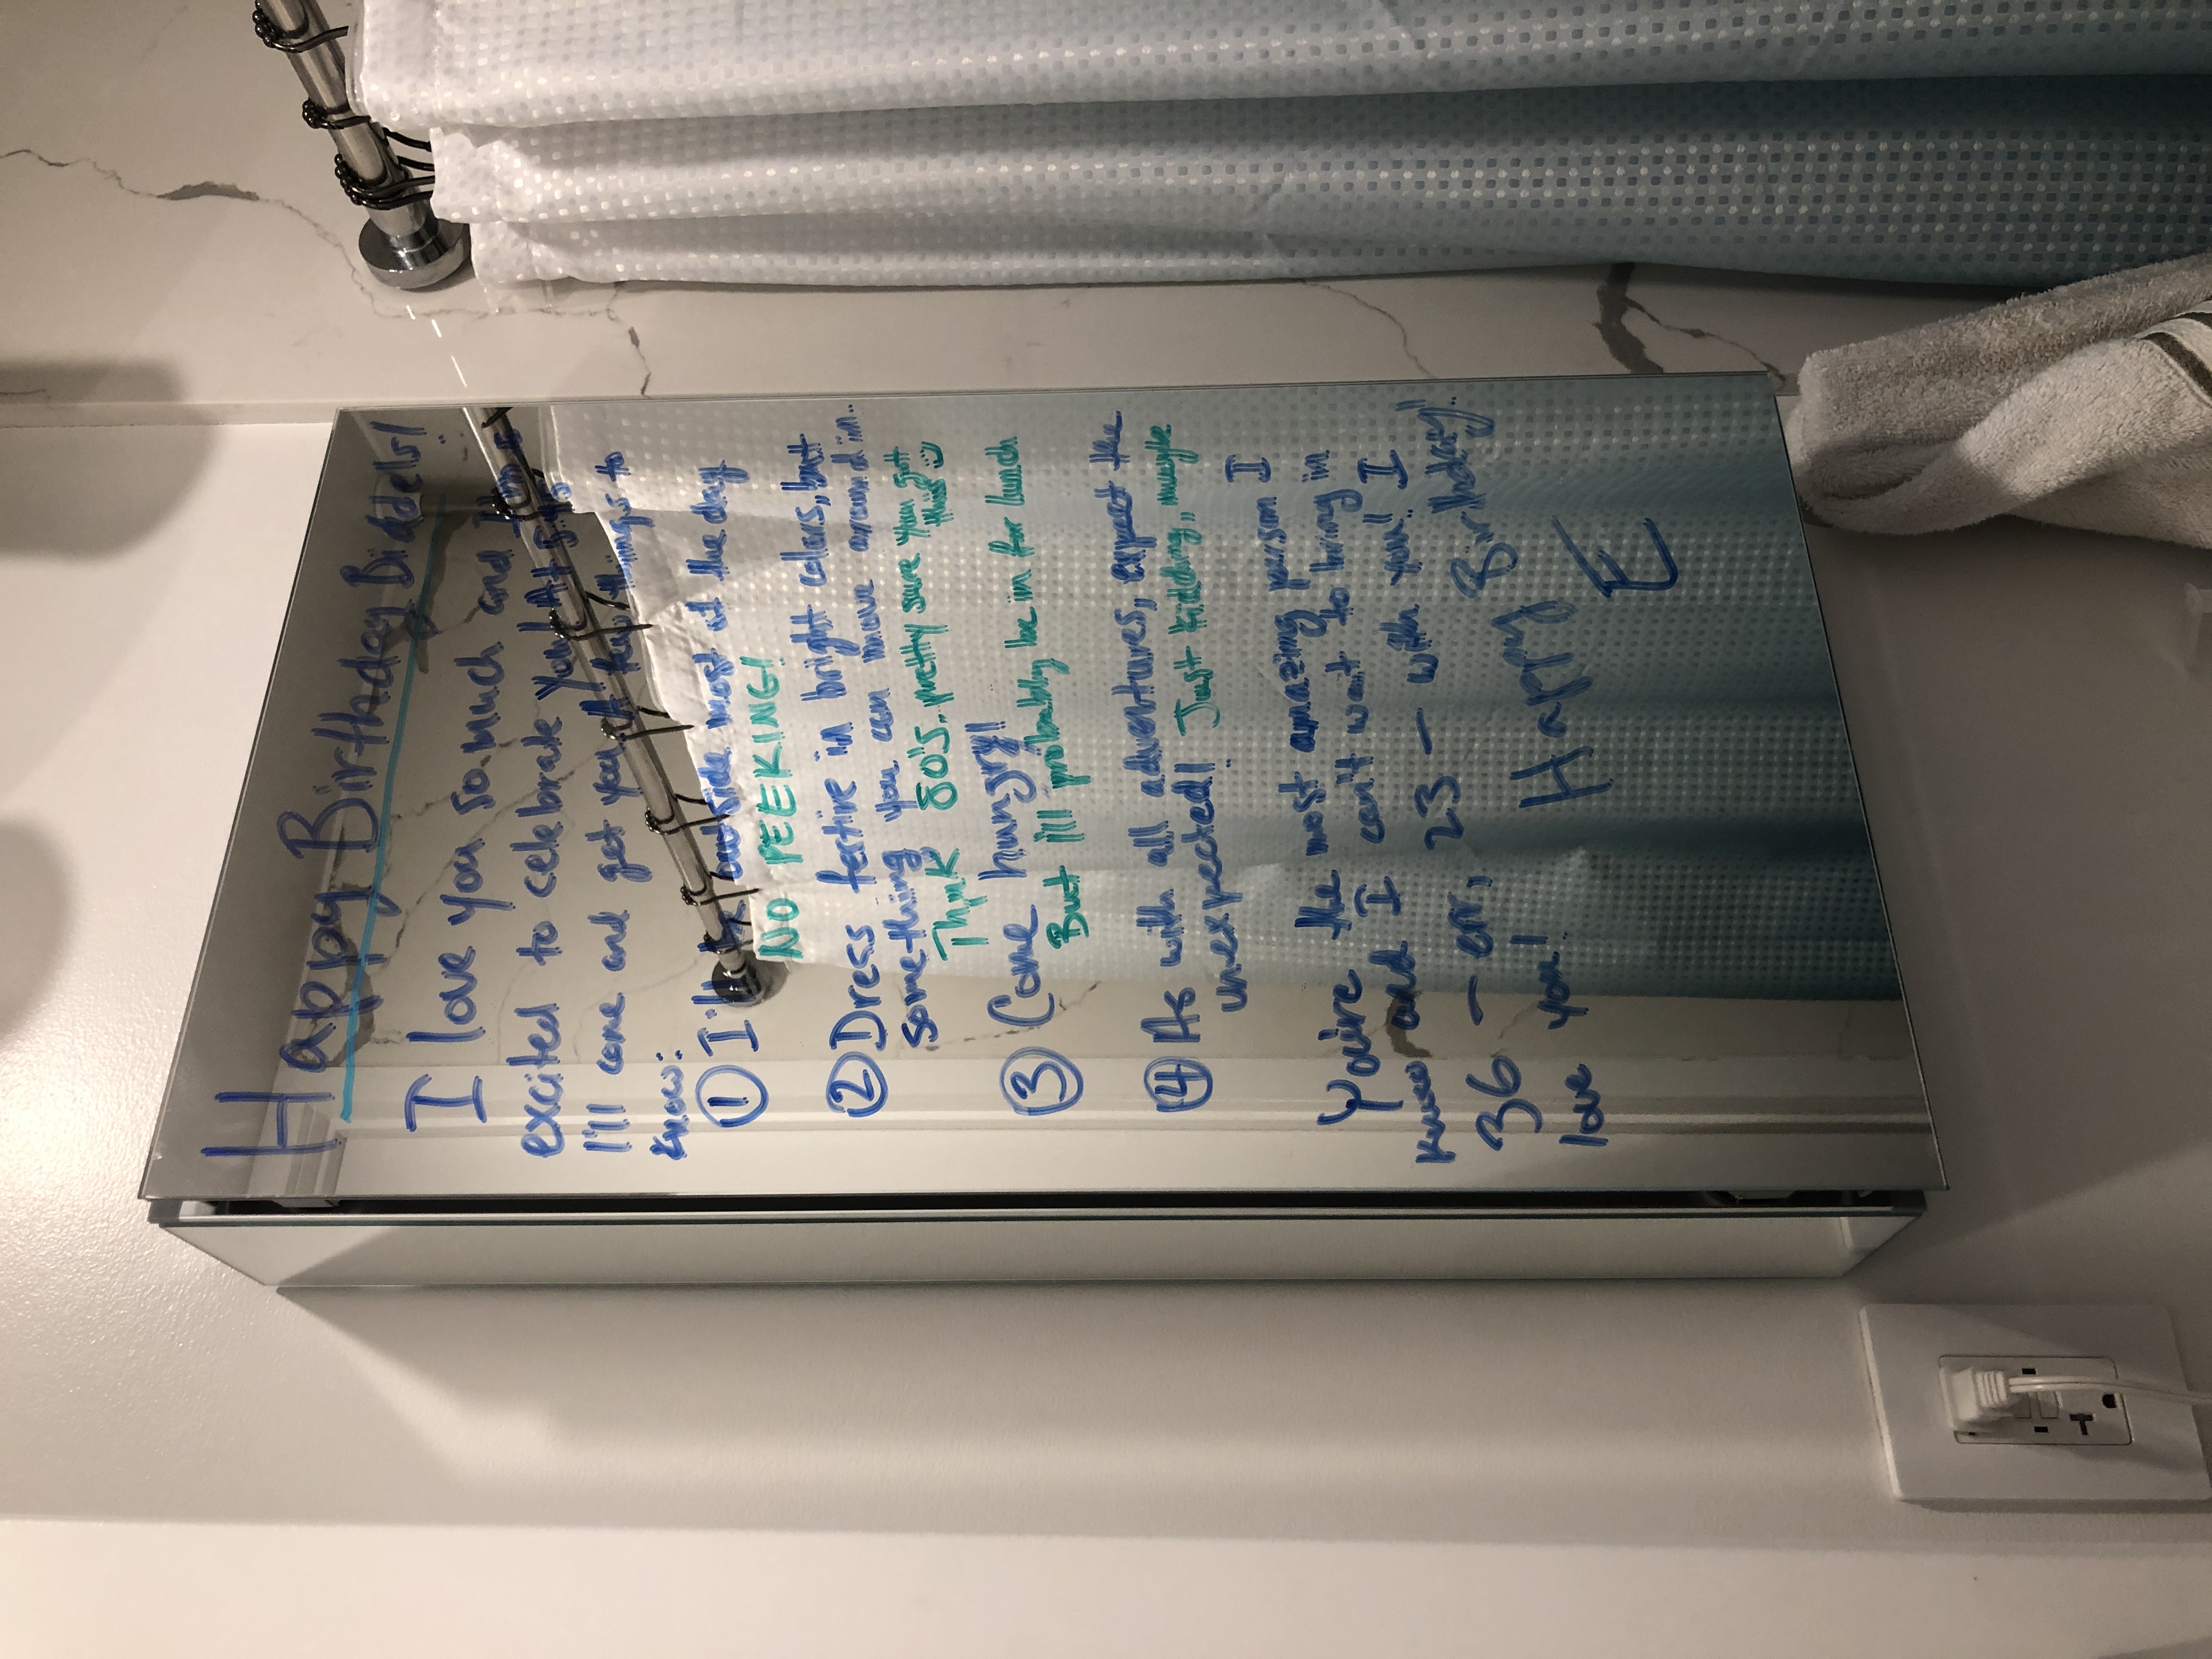 Happy Birthday Biddels!
I love you so much and I'm
excited to celebrate you! At 5:45
I'll come and get you. A few things to
know:
① I'll be outside most of the day
NO PEEKING!
② Dress festive in bright colors, but
something you can move around in..
Think 80's. pretty sure you got
this
③ Come hungry!
But i'll probably be in for lunch
④ As with all adventures, expect the
unexpected! Just kidding, maybe
You're the most amazing person I
know and I can't wait to bring in
36 – err, 23 – with you! I
love you! Happy Birthday!
E